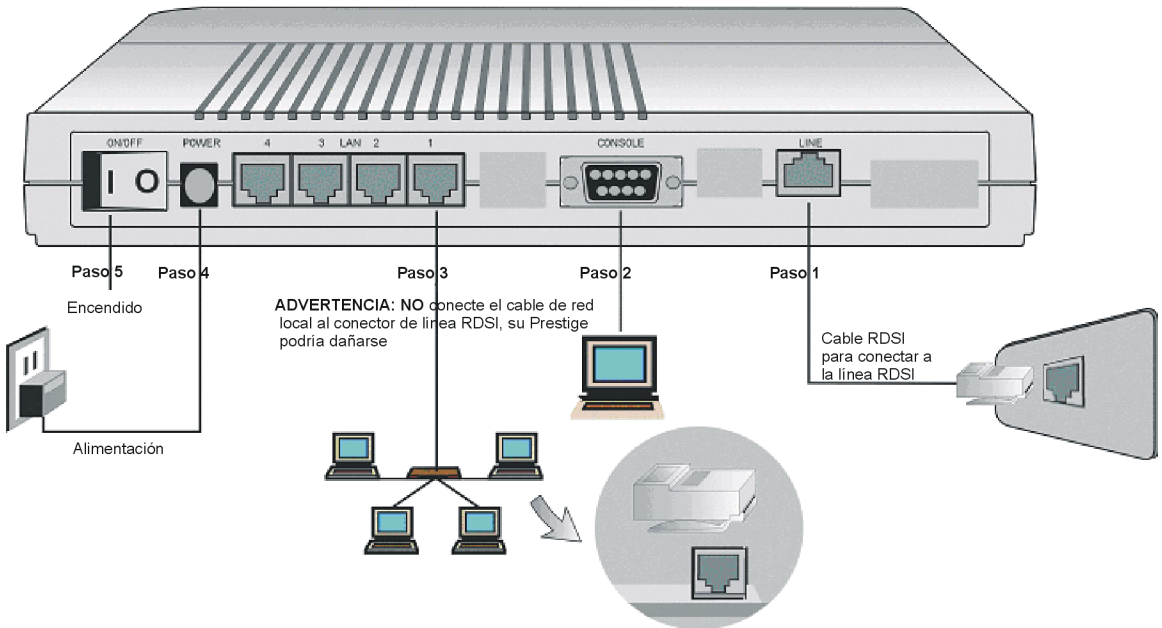 ON/OFF POWER 4 3 LAN 2 1 CONSOLE LINE
I O
Paso 5 Paso 4 Paso 3 Paso 2 Paso 1
Encendido
ADVERTENCIA: NO conecte el cable de red
local al conector de línea RDSI, su Prestige
podría dañarse
Cable RDSI
para conectar a
la línea RDSI
Alimentación